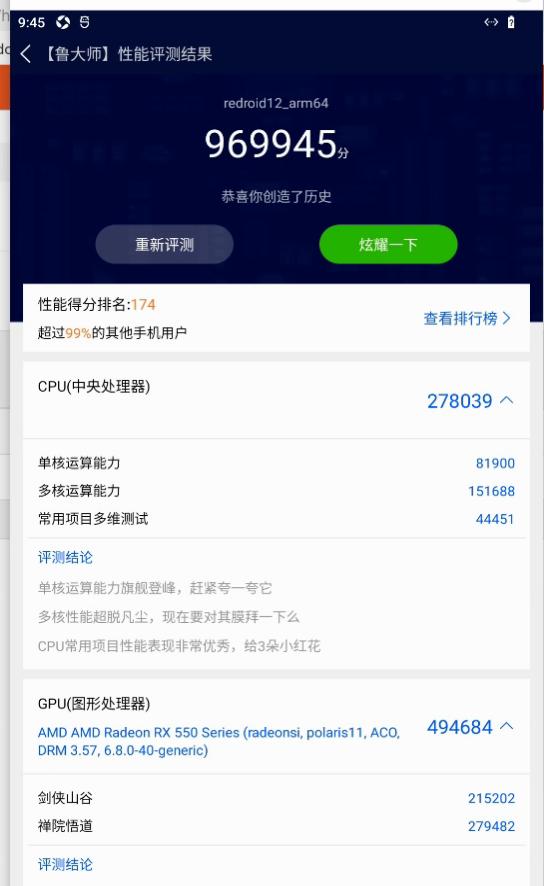 9:45
【鲁大师】性能评测结果
redroid12_arm64
969945分
恭喜你创造了历史
重新评测
炫耀一下
性能得分排名:174
超过99%的其他手机用户
查看排行榜
CPU(中央处理器)
278039
单核运算能力 81900
多核运算能力 151688
常用项目多维测试 44451
评测结论
单核运算能力旗舰登峰，赶紧夸一夸它
多核性能超脱凡尘，现在要对其膜拜一下么
CPU常用项目性能表现非常优秀，给3朵小红花
GPU(图形处理器)
AMD AMD Radeon RX 550 Series (radeonsi, polaris11, ACO,
DRM 3.57, 6.8.0-40-generic)
494684
剑侠山谷 215202
禅院悟道 279482
评测结论